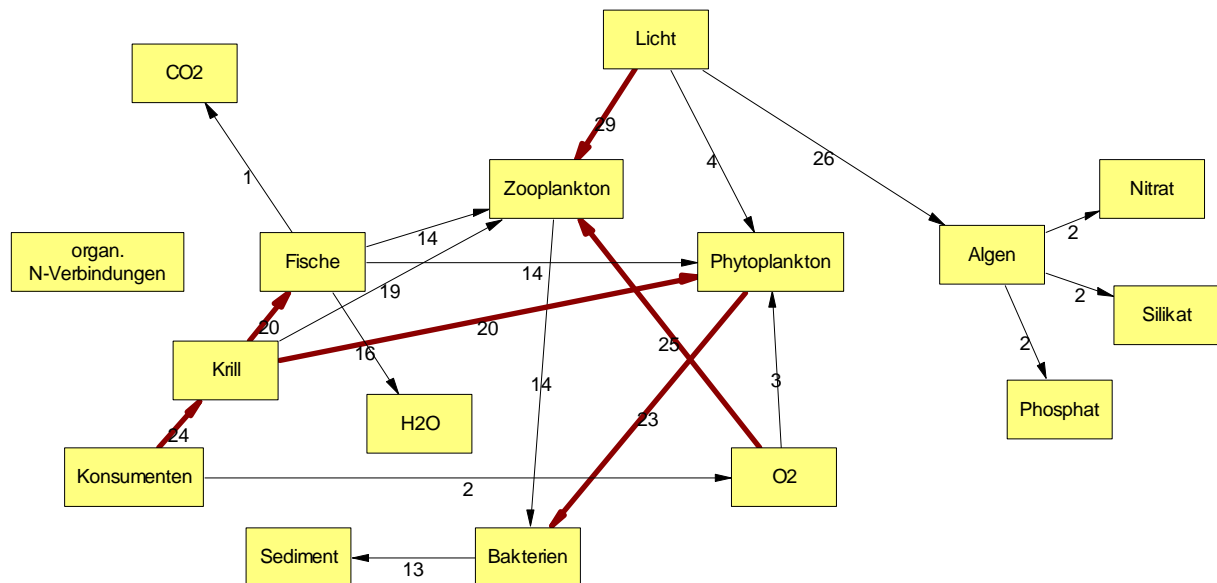 Licht
CO2
29
4
26
1
Zooplankton
Nitrat
organ.
N-Verbindungen
Fische
14
14
Phytoplankton
Algen
2
2
19
Silikat
20
16
20
25
2
Krill
14
3
Phosphat
H2O
23
24
Konsumenten
2
O2
Sediment
13
Bakterien